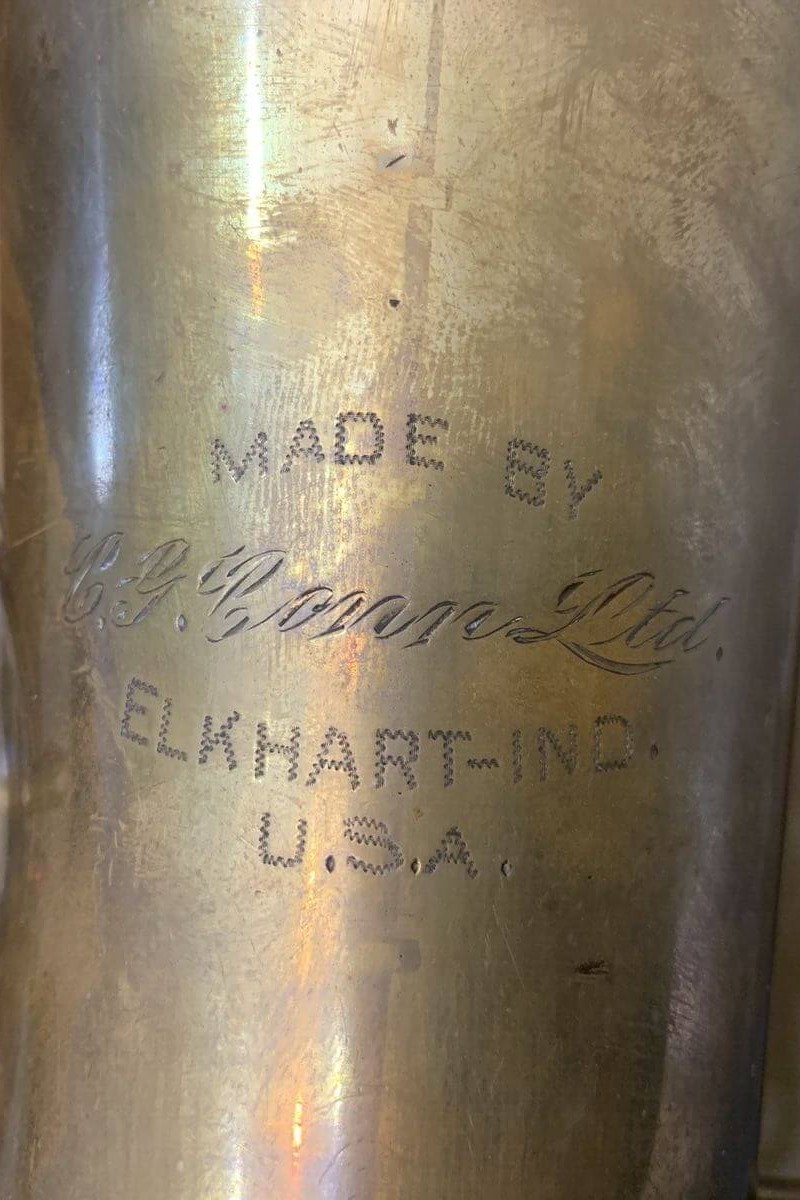 MADE BY
C.G. Conn Ltd.
ELKHART-IND.
U.S.A.